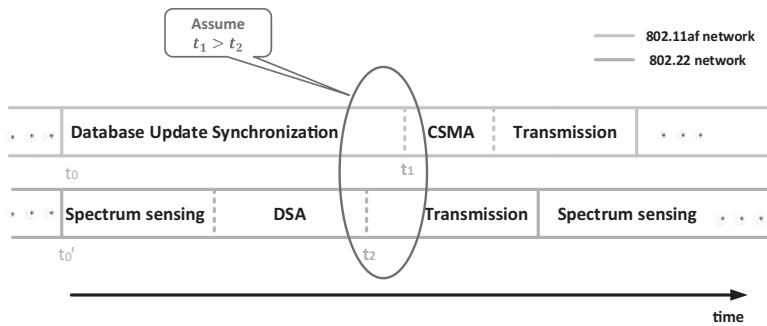 Assume
t₁ > t₂
802.11af network
802.22 network
Database Update Synchronization CSMA Transmission
t₀ t₁
Spectrum sensing DSA Transmission Spectrum sensing
t₀' t₂
time